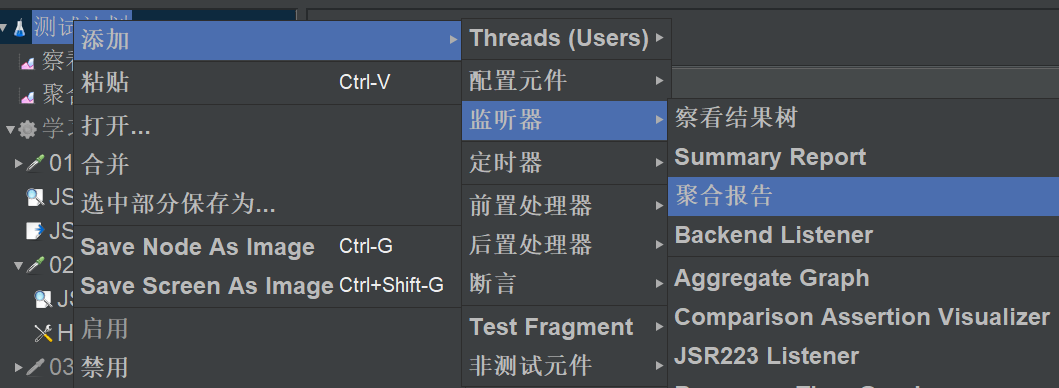 测试计划
察看
聚合
学习
01
JS
JS
02
JS
H
03
添加
粘贴 Ctrl-V
打开...
合并
选中部分保存为...
Save Node As Image Ctrl-G
Save Screen As Image Ctrl+Shift-G
启用
禁用
Threads (Users)
配置元件
监听器
定时器
前置处理器
后置处理器
断言
Test Fragment
非测试元件
察看结果树
Summary Report
聚合报告
Backend Listener
Aggregate Graph
Comparison Assertion Visualizer
JSR223 Listener